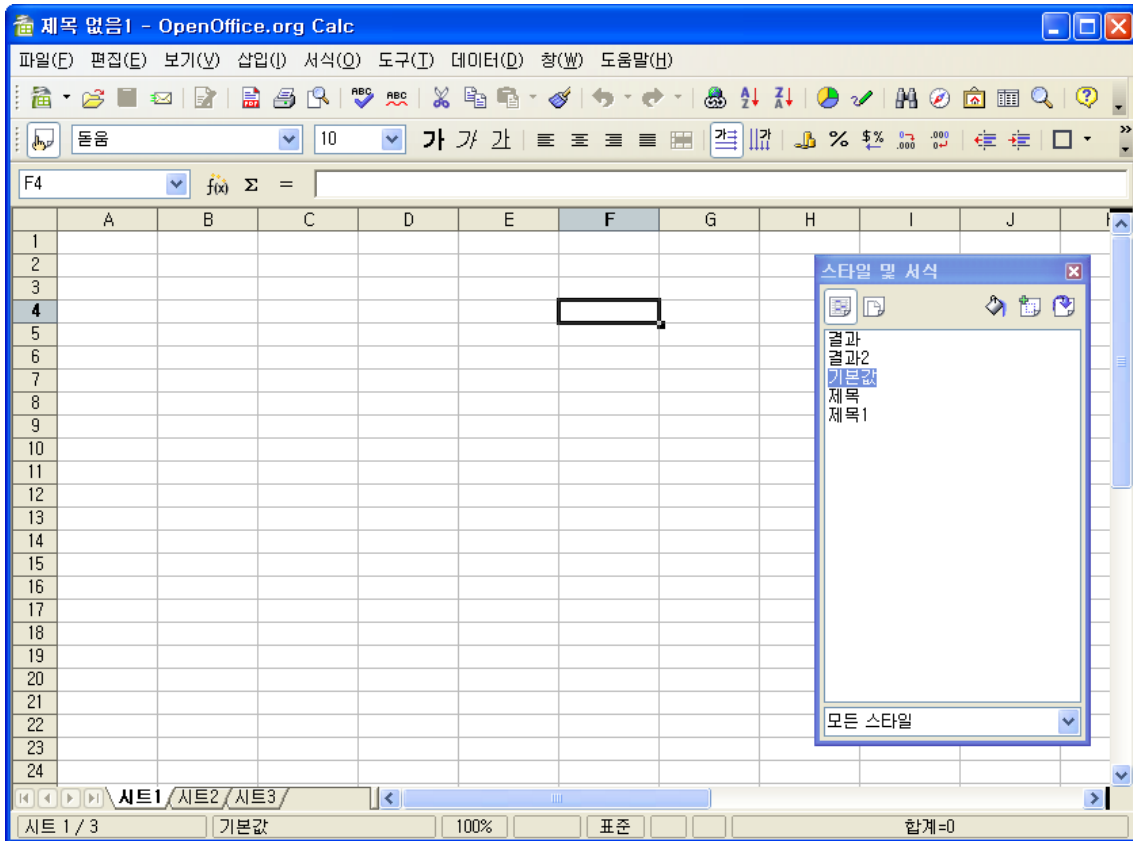 제목 없음1 - OpenOffice.org Calc
파일(F) 편집(E) 보기(V) 삽입(I) 서식(O) 도구(T) 데이터(D) 창(W) 도움말(H)
돋움 10 가 가 가
F4 f(x) Σ =
A B C D E F G H I J
1
2
스타일 및 서식
3
4
5
결과
6
결과2
7
기본값
8
제목
9
제목1
10
11
12
13
14
15
16
17
18
19
20
21
22
모든 스타일
23
24
시트1 시트2 시트3
시트 1 / 3 기본값 100% 표준 합계=0